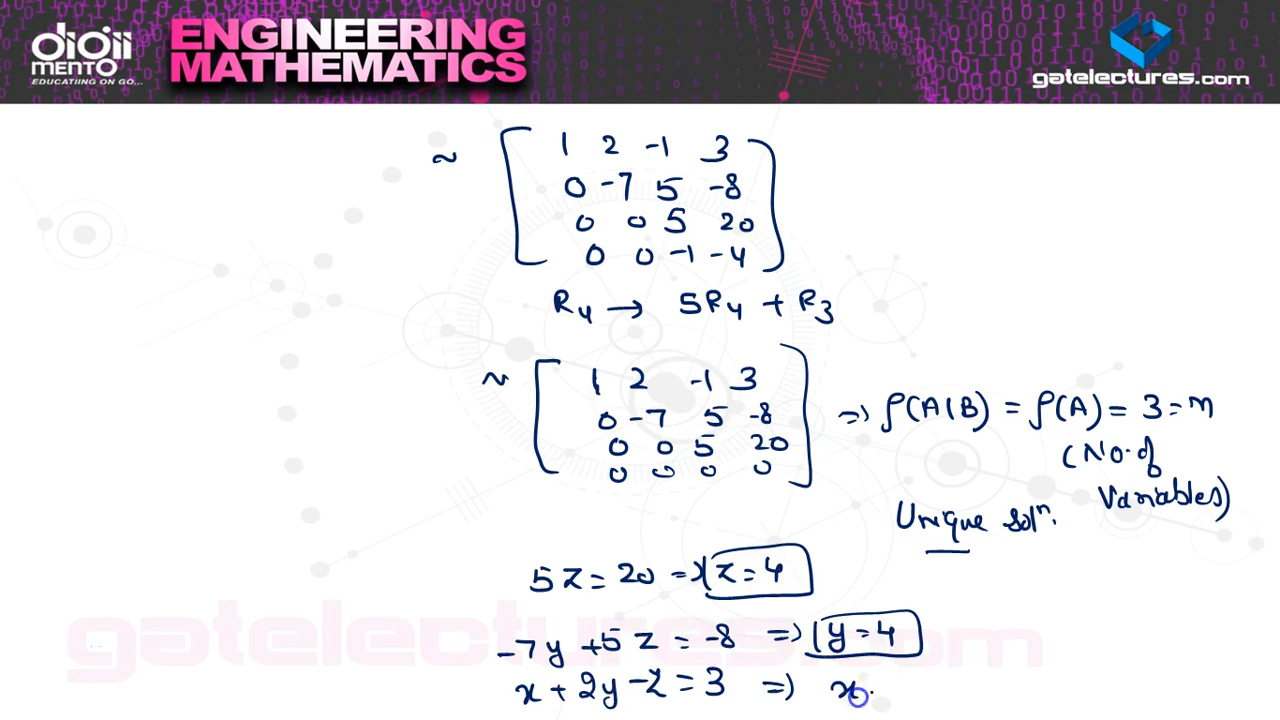 digii MENTO
EDUCATIING ON GO...
ENGINEERING
MATHEMATICS
gatelectures.com
~ [ 1 2 -1 3
0 -7 5 -8
0 0 5 20
0 0 -1 -4 ]
R₄ → 5R₄ + R₃
~ [ 1 2 -1 3
0 -7 5 -8
0 0 5 20
0 0 0 0 ]
=> ρ(A|B) = ρ(A) = 3 = n
(No. of
Variables)
Unique solⁿ.
5z = 20 => z = 4
-7y + 5z = -8 => y = 4
x + 2y - z = 3 => x
gatelectures.com